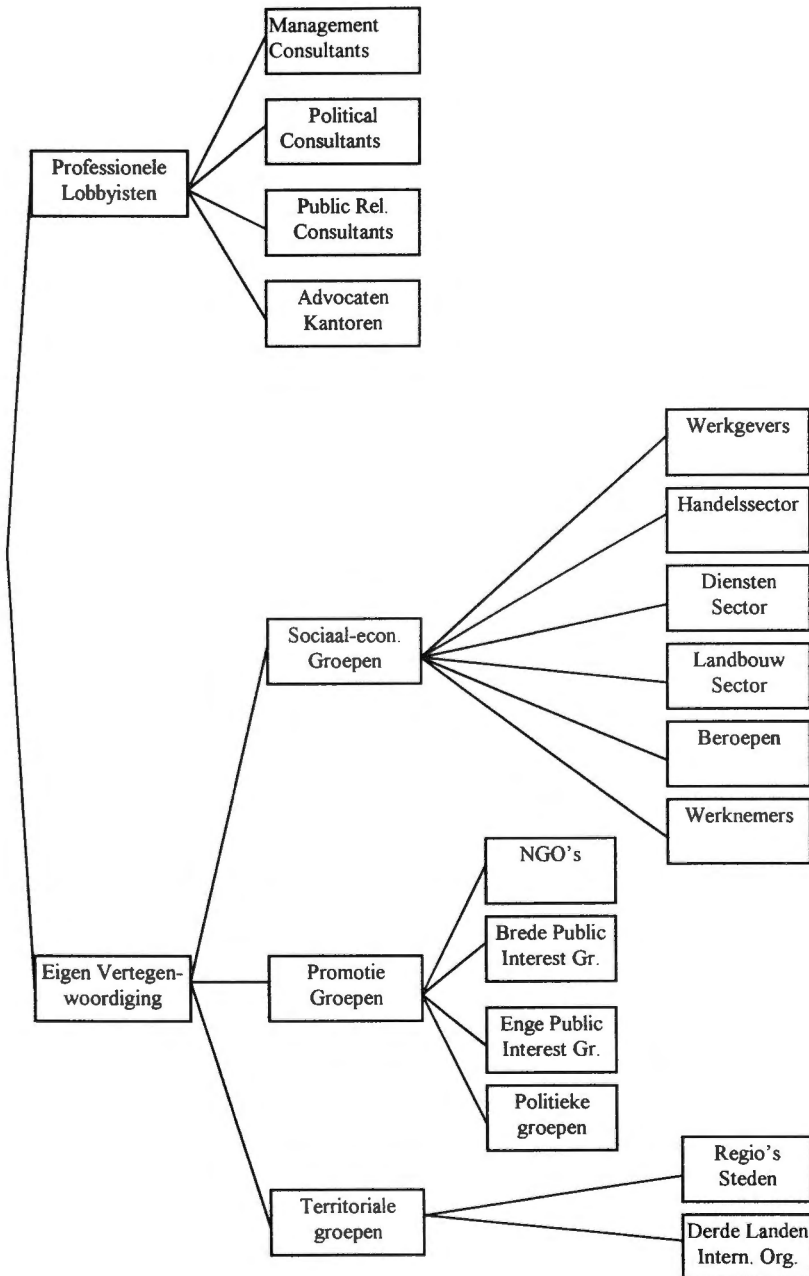 Management
Consultants
Political
Consultants
Professionele
Lobbyisten
Public Rel.
Consultants
Advocaten
Kantoren
Werkgevers
Handelssector
Diensten
Sector
Sociaal-econ.
Groepen
Landbouw
Sector
Beroepen
Werknemers
NGO's
Brede Public
Interest Gr.
Eigen Vertegen-
woordiging
Promotie
Groepen
Enge Public
Interest Gr.
Politieke
groepen
Territoriale
groepen
Regio's
Steden
Derde Landen
Intern. Org.